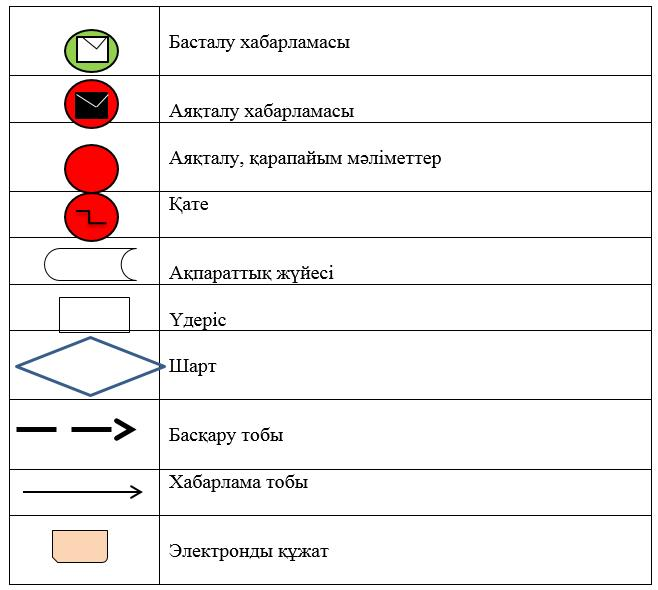 Басталу хабарламасы
Аяқталу хабарламасы
Аяқталу, қарапайым мәліметтер
Қате
Ақпараттық жүйесі
Үдеріс
Шарт
Басқару тобы
Хабарлама тобы
Электронды құжат